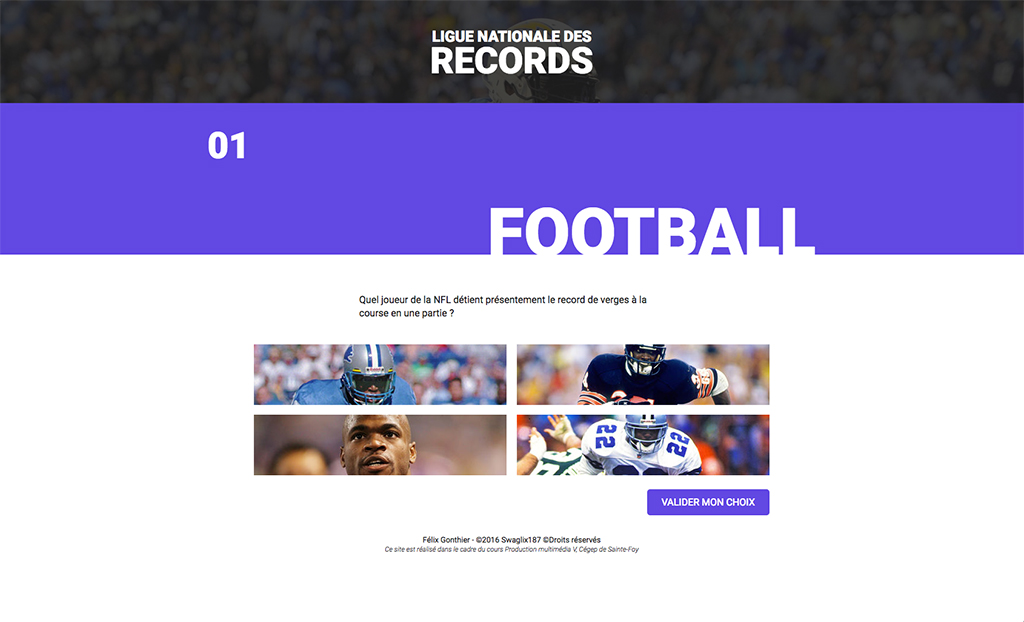 LIGUE NATIONALE DES
RECORDS
01
FOOTBALL
Quel joueur de la NFL détient présentement le record de verges à la
course en une partie ?
22
22
VALIDER MON CHOIX
Félix Gonthier - ©2016 Swaglix187 ©Droits réservés
Ce site est réalisé dans le cadre du cours Production multimédia V, Cégep de Sainte-Foy